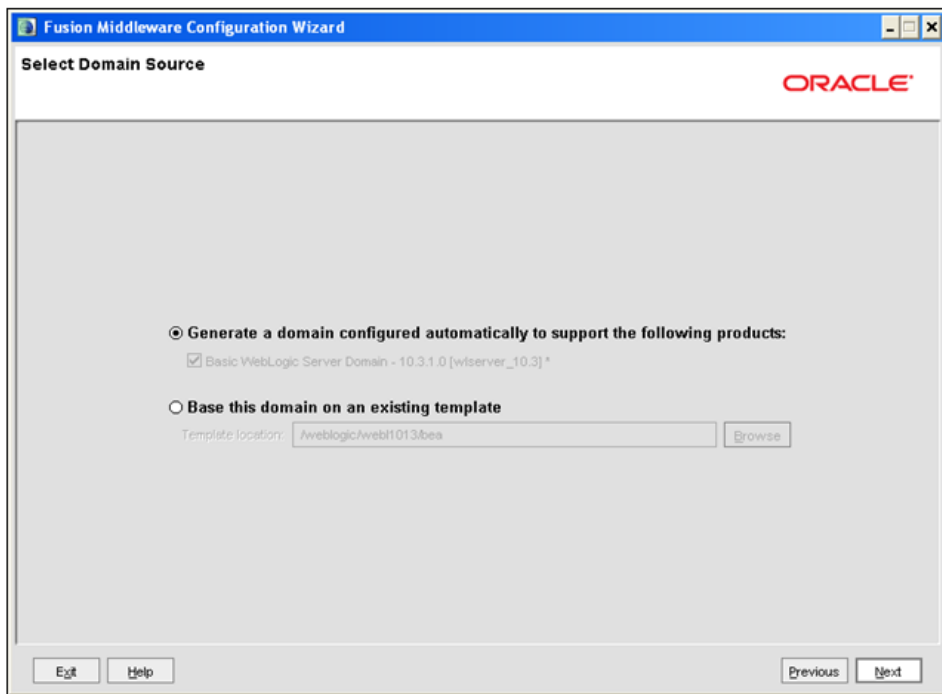 Fusion Middleware Configuration Wizard
Select Domain Source
ORACLE
Generate a domain configured automatically to support the following products:
Basic WebLogic Server Domain - 10.3.1.0 [wlserver_10.3] *
Base this domain on an existing template
Template location: /weblogic/webl1013/bea Browse
Exit Help Previous Next